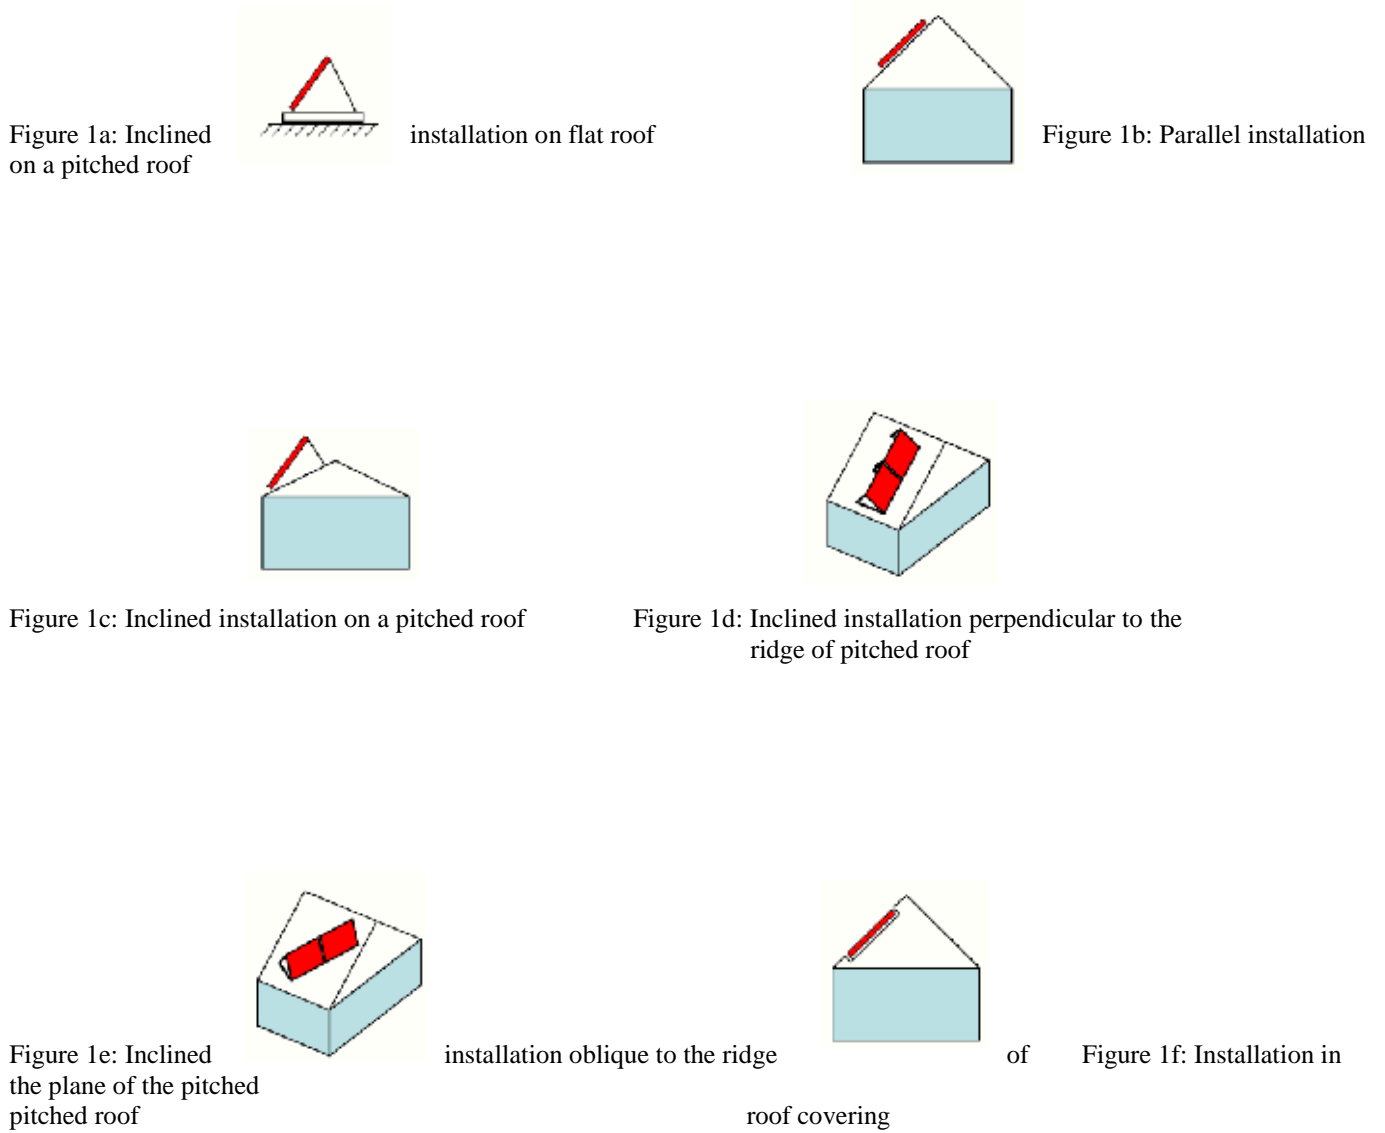 Figure 1a: Inclined installation on flat roof Figure 1b: Parallel installation
on a pitched roof
Figure 1c: Inclined installation on a pitched roof Figure 1d: Inclined installation perpendicular to the
ridge of pitched roof
Figure 1e: Inclined installation oblique to the ridge of Figure 1f: Installation in
the plane of the pitched
pitched roof roof covering